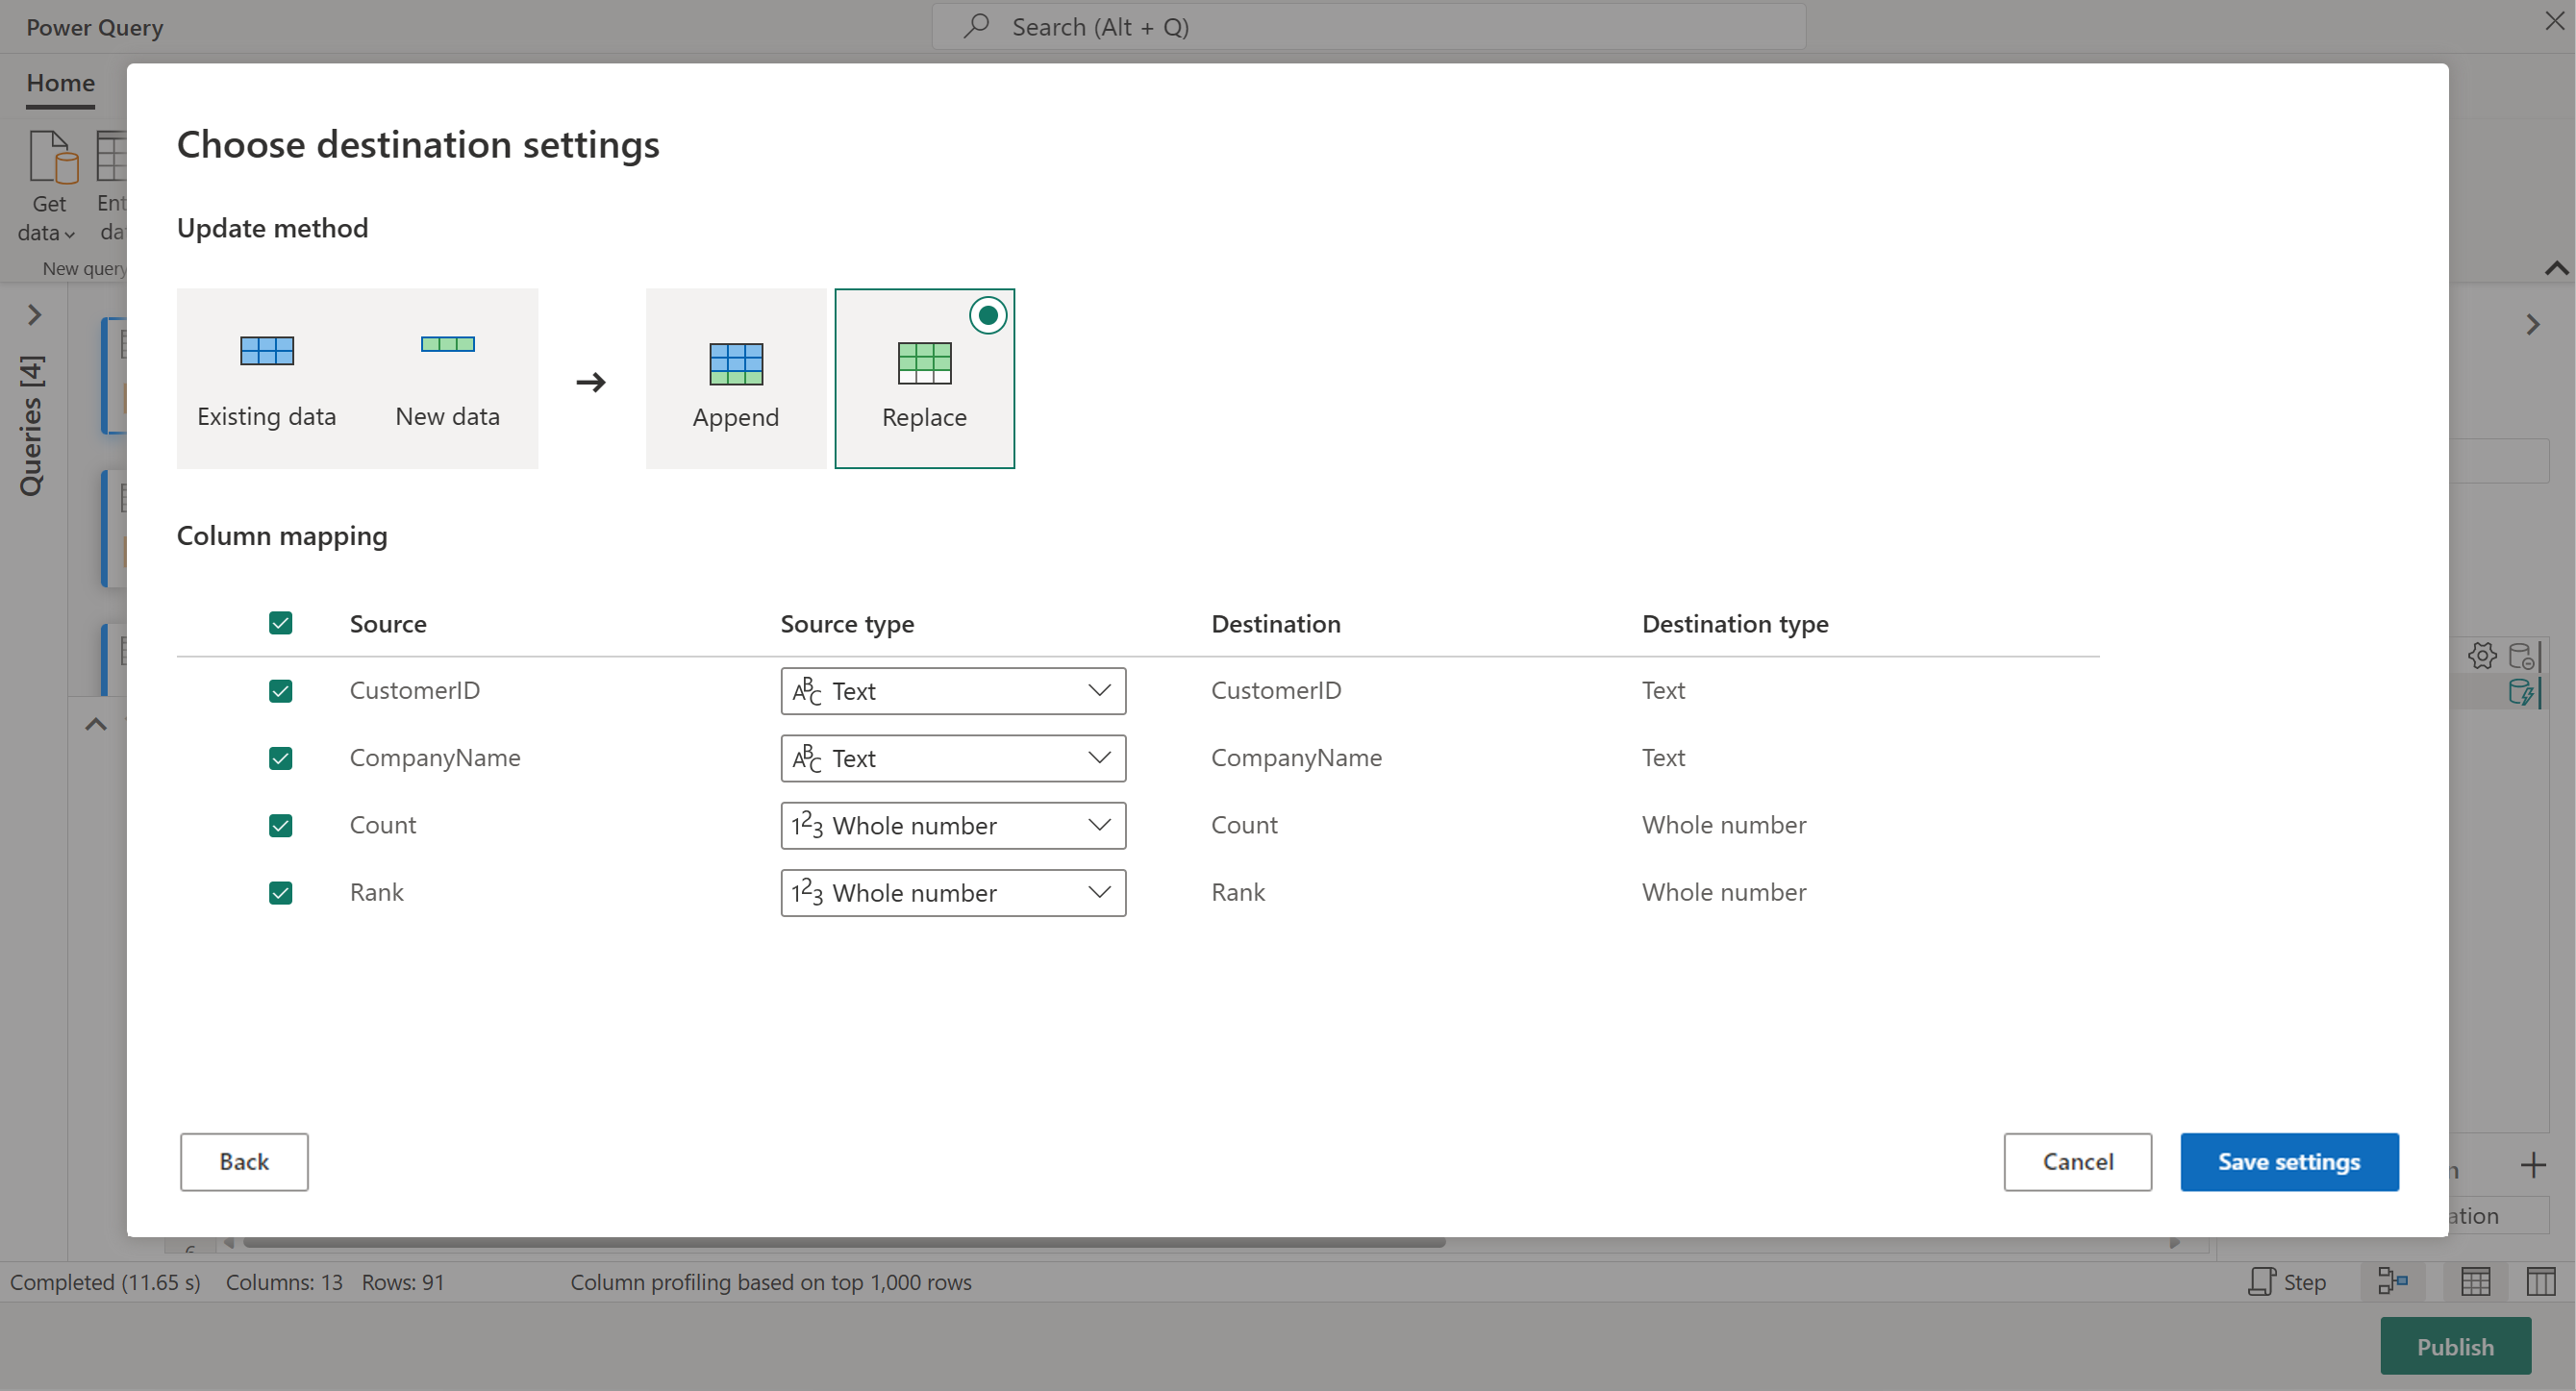 Power Query
Search (Alt + Q)
Home
Get
data
Ent
da
New query
Queries [4]
Choose destination settings
Update method
Existing data
New data
Append
Replace
Column mapping
Source
Source type
Destination
Destination type
CustomerID
Text
CustomerID
Text
CompanyName
Text
CompanyName
Text
Count
Whole number
Count
Whole number
Rank
Whole number
Rank
Whole number
Back
Cancel
Save settings
ation
Completed (11.65 s)
Columns: 13
Rows: 91
Column profiling based on top 1,000 rows
Step
Publish